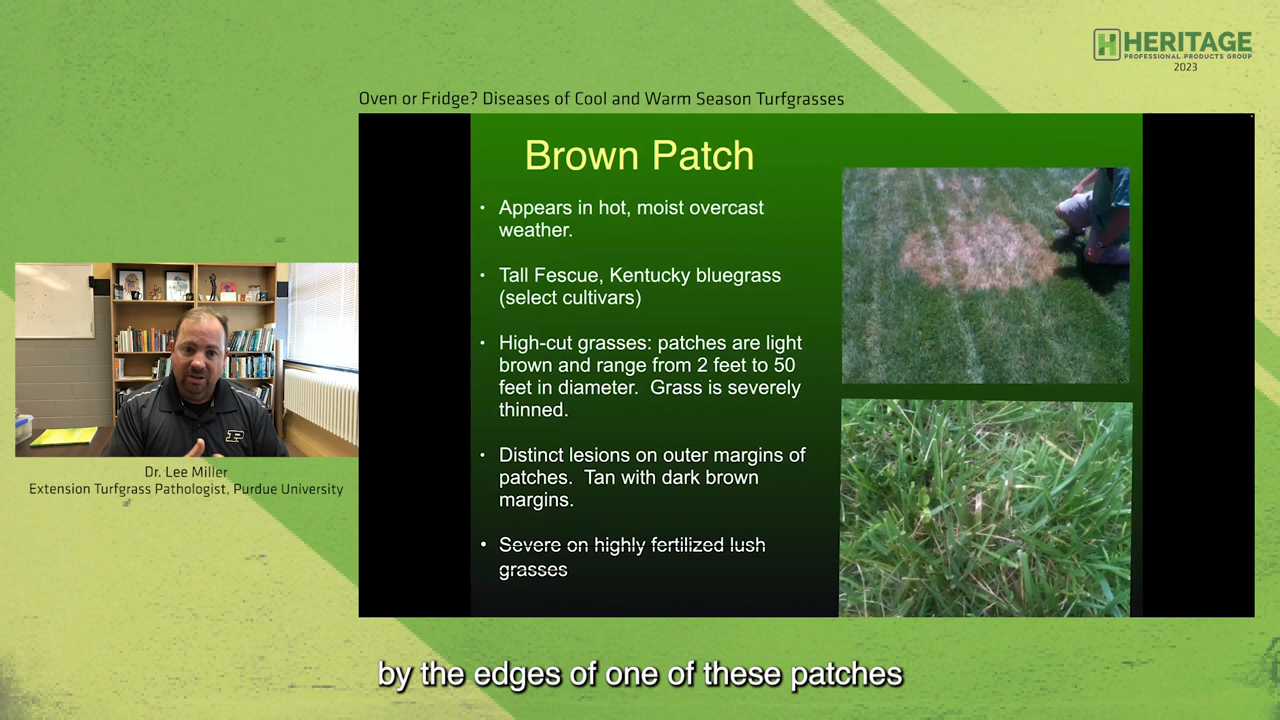 HERITAGE
PROFESSIONAL PRODUCTS GROUP
2023
Oven or Fridge? Diseases of Cool and Warm Season Turfgrasses
Brown Patch
• Appears in hot, moist overcast
weather.
• Tall Fescue, Kentucky bluegrass
(select cultivars)
• High-cut grasses: patches are light
brown and range from 2 feet to 50
feet in diameter. Grass is severely
thinned.
• Distinct lesions on outer margins of
patches. Tan with dark brown
margins.
• Severe on highly fertilized lush
grasses
P
Dr. Lee Miller
Extension Turfgrass Pathologist, Purdue University
by the edges of one of these patches